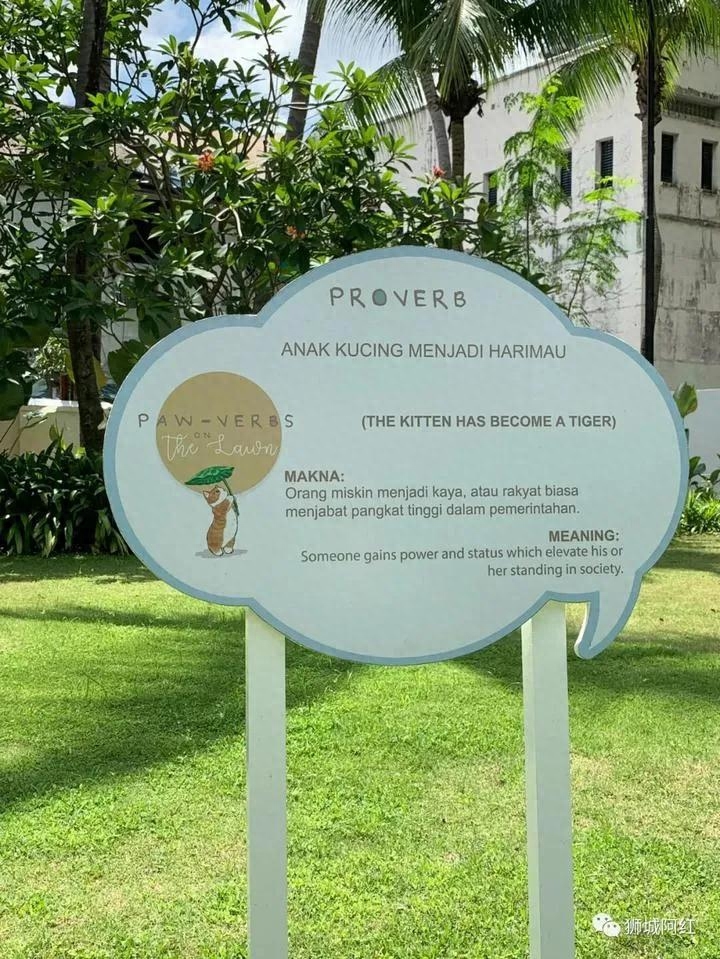 PROVERB
ANAK KUCING MENJADI HARIMAU
PAW-VERBS
ON
The Lawn
(THE KITTEN HAS BECOME A TIGER)
MAKNA:
Orang miskin menjadi kaya, atau rakyat biasa
menjabat pangkat tinggi dalam pemerintahan.
MEANING:
Someone gains power and status which elevate his or
her standing in society.
狮城阿红